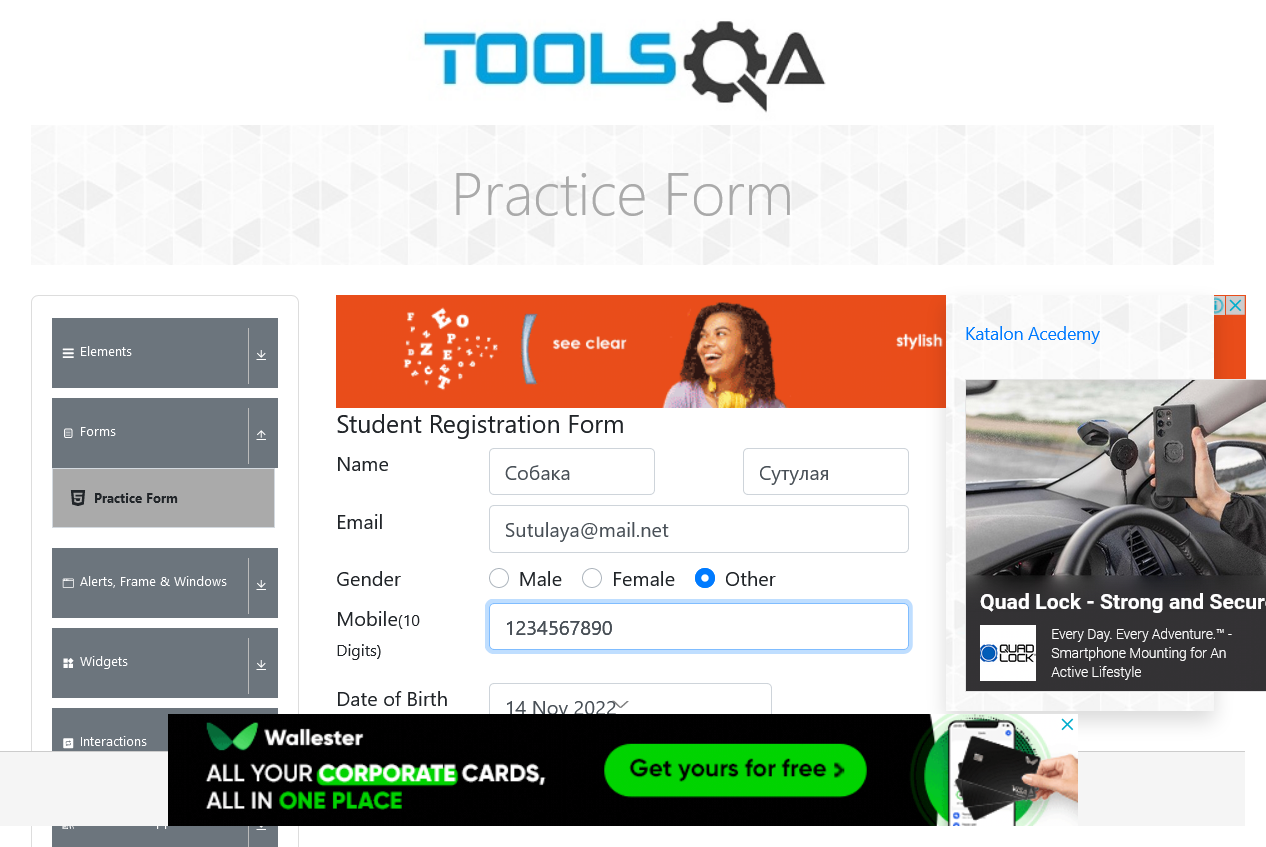 TOOLSQA
Practice Form
Elements
Forms
Practice Form
Alerts, Frame & Windows
Widgets
Interactions
see clear
stylish
Katalon Acedemy
Student Registration Form
Name
Собака
Сутулая
Email
Sutulaya@mail.net
Gender
Male
Female
Other
Mobile(10
Digits)
1234567890
Date of Birth
14 Nov 2022
Quad Lock - Strong and Secur
QUAD
LOCK
Every Day. Every Adventure.™ -
Smartphone Mounting for An
Active Lifestyle
Wallester
ALL YOUR CORPORATE CARDS,
ALL IN ONE PLACE
Get yours for free >